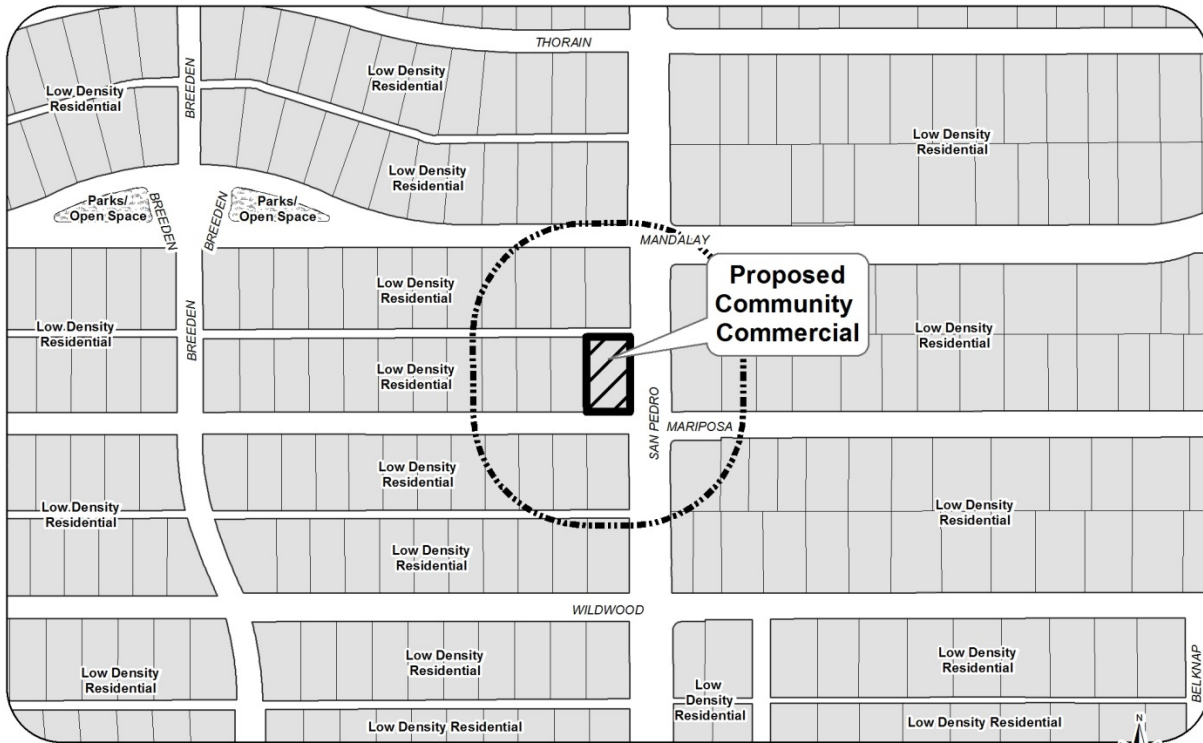 THORAIN
Low Density
Residential
Low Density
Residential
BREEDEN
Low Density
Residential
Low Density
Residential
Parks/
Open Space
BREEDEN
BREEDEN
Parks/
Open Space
MANDALAY
Proposed
Community
Commercial
Low Density
Residential
Low Density
Residential
BREEDEN
Low Density
Residential
Low Density
Residential
SAN PEDRO
MARIPOSA
Low Density
Residential
Low Density
Residential
Low Density
Residential
Low Density
Residential
WILDWOOD
Low Density
Residential
Low Density
Residential
Low
Density
Residential
Low Density
Residential
BELKNAP
Low Density Residential
Low Density Residential
N